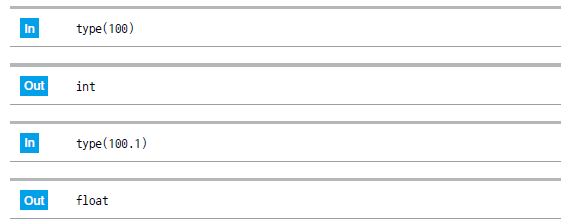 In type(100)
Out int
In type(100.1)
Out float